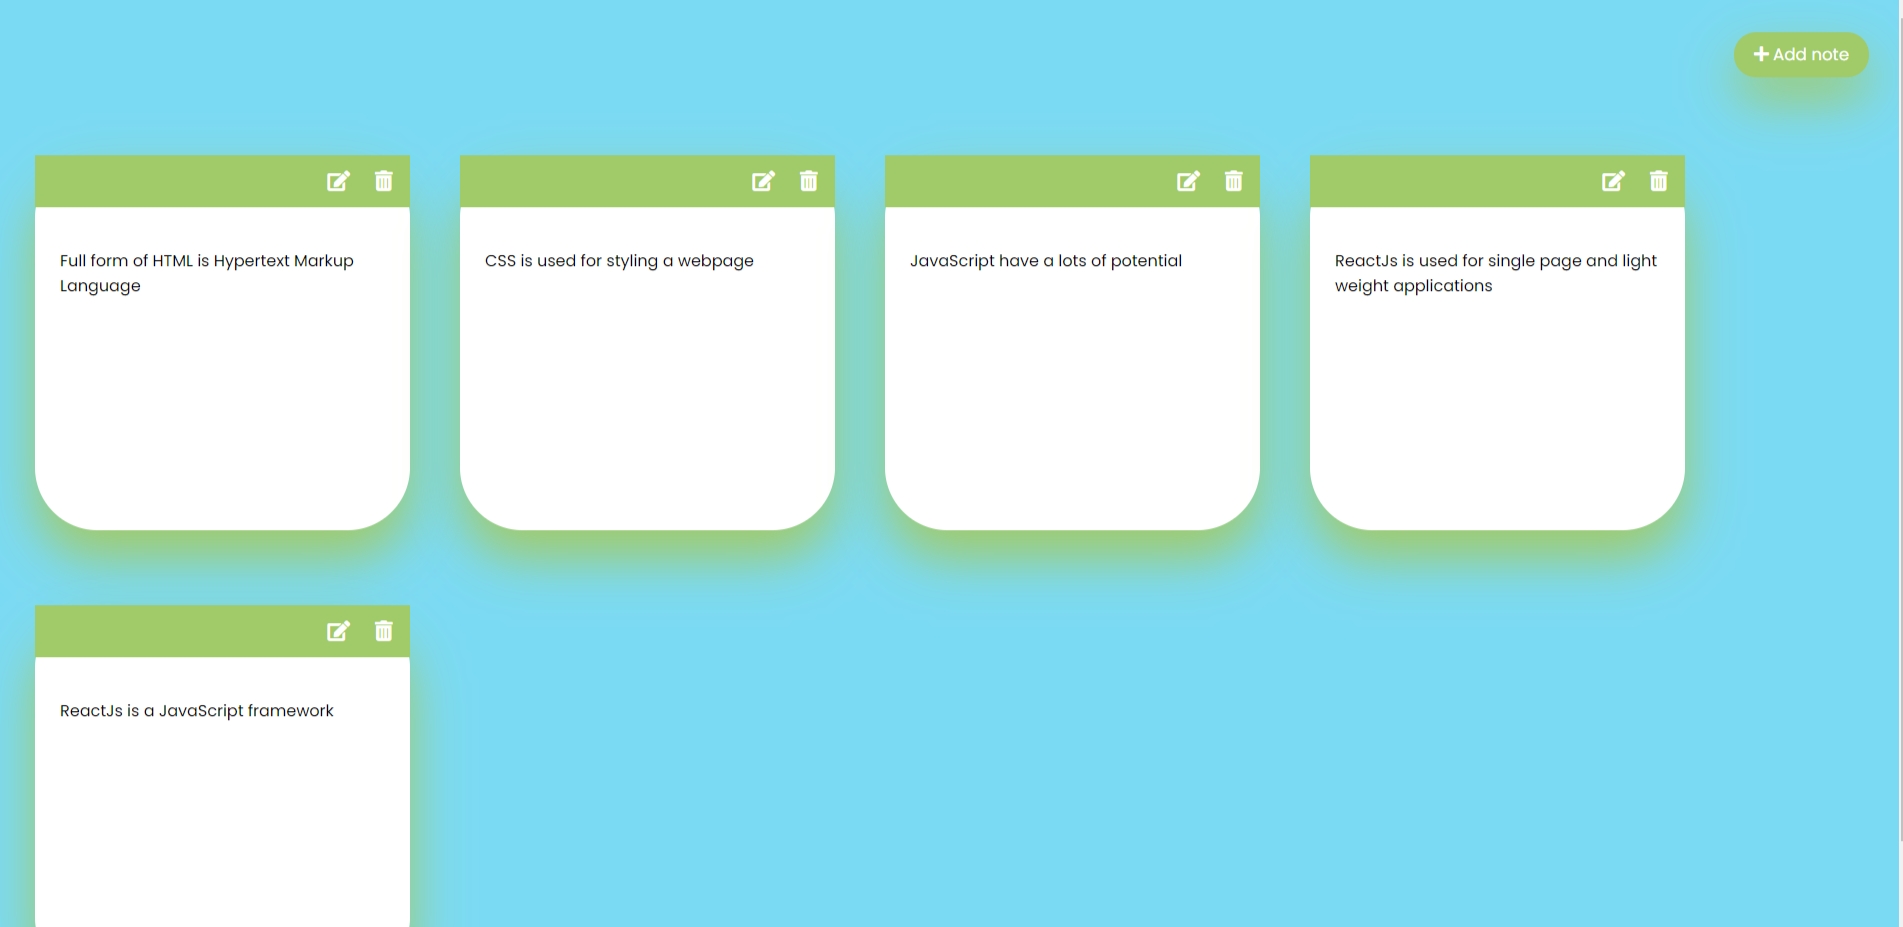 Add note
Full form of HTML is Hypertext Markup
Language
CSS is used for styling a webpage
JavaScript have a lots of potential
ReactJs is used for single page and light
weight applications
ReactJs is a JavaScript framework